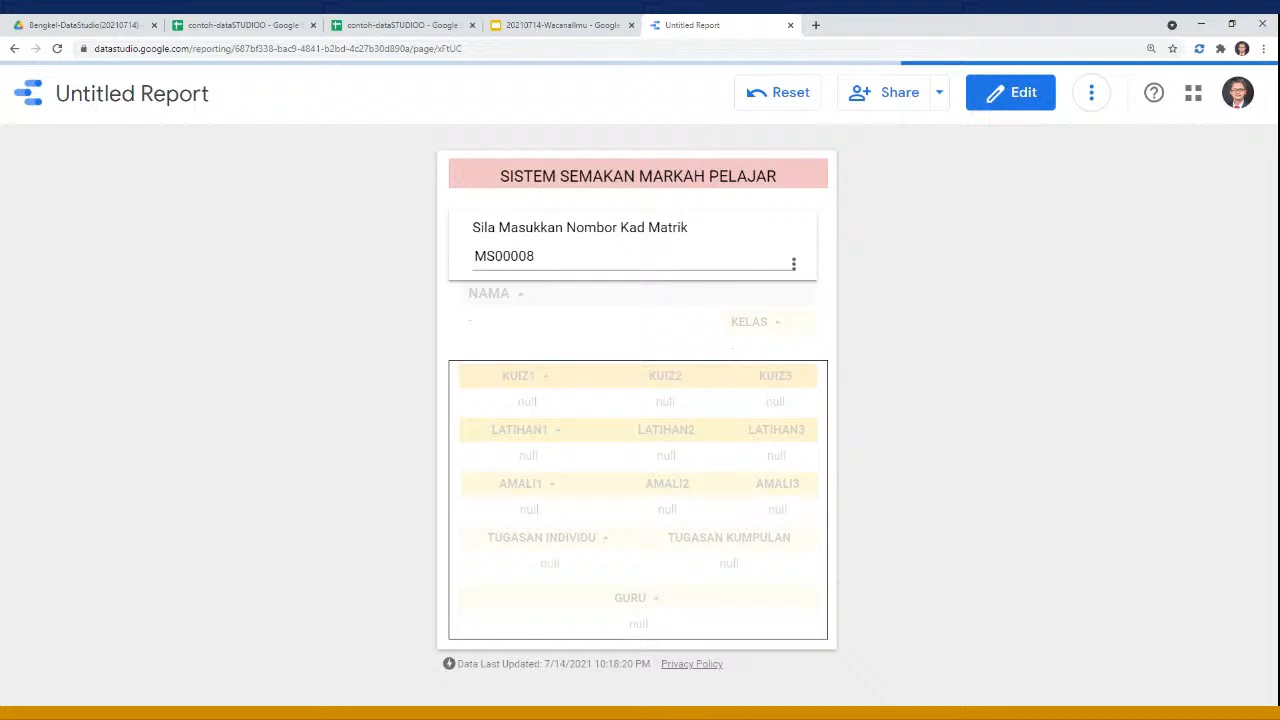 Bengkel-DataStudio(20210714)
contoh-dataSTUDIOO - Google
contoh-dataSTUDIOO - Google
20210714-WacanaIlmu - Google
Untitled Report
datastudio.google.com/reporting/687bf338-bac9-4841-b2bd-4c27b30d890a/page/xFtUC
Untitled Report
Reset
Share
Edit
SISTEM SEMAKAN MARKAH PELAJAR
Sila Masukkan Nombor Kad Matrik
MS00008
NAMA
-
KELAS
KUIZ1 KUIZ2 KUIZ3
null null null
LATIHAN1 LATIHAN2 LATIHAN3
null null null
AMALI1 AMALI2 AMALI3
null null null
TUGASAN INDIVIDU TUGASAN KUMPULAN
null null
GURU
null
Data Last Updated: 7/14/2021 10:18:20 PM Privacy Policy